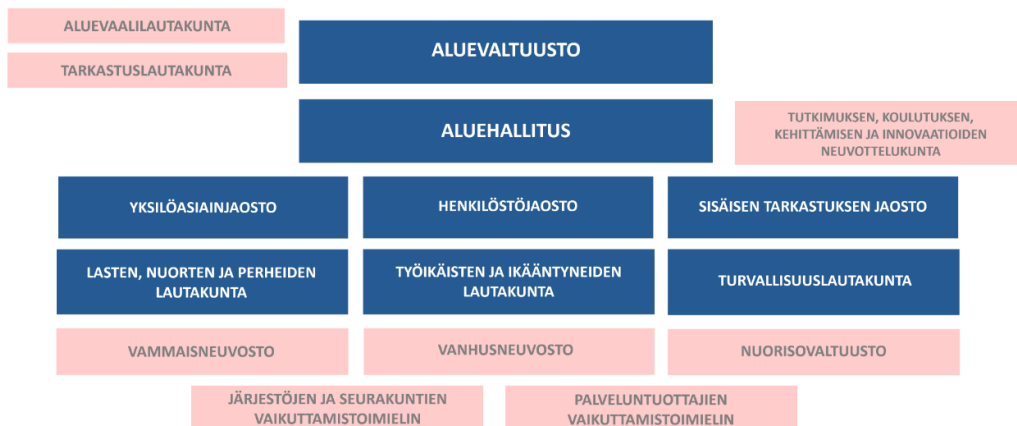 ALUEVAALILAUTAKUNTA
TARKASTUSLAUTAKUNTA
ALUEVALTUUSTO
ALUEHALLITUS
TUTKIMUKSEN, KOULUTUKSEN,
KEHITTÄMISEN JA INNOVAATIOIDEN
NEUVOTTELUKUNTA
YKSILÖASIAINJAOSTO
HENKILÖSTÖJAOSTO
SISÄISEN TARKASTUKSEN JAOSTO
LASTEN, NUORTEN JA PERHEIDEN
LAUTAKUNTA
TYÖIKÄISTEN JA IKÄÄNTYNEIDEN
LAUTAKUNTA
TURVALLISUUSLAUTAKUNTA
VAMMAISNEUVOSTO
VANHUSNEUVOSTO
NUORISOVALTUUSTO
JÄRJESTÖJEN JA SEURAKUNTIEN
VAIKUTTAMISTOIMIELIN
PALVELUNTUOTTAJIEN
VAIKUTTAMISTOIMIELIN